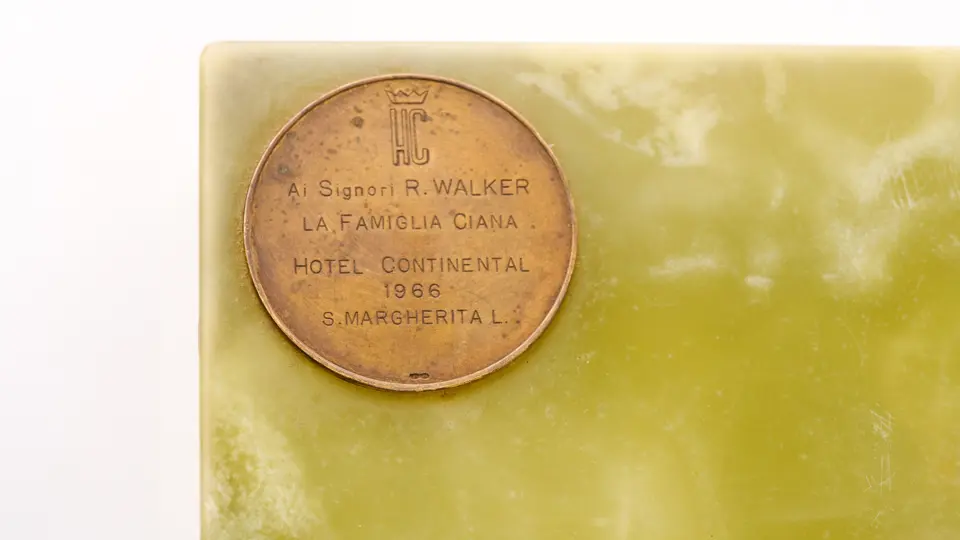 HC
Ai Signori R. WALKER
LA FAMIGLIA CIANA
HOTEL CONTINENTAL
1966
S. MARGHERITA L.